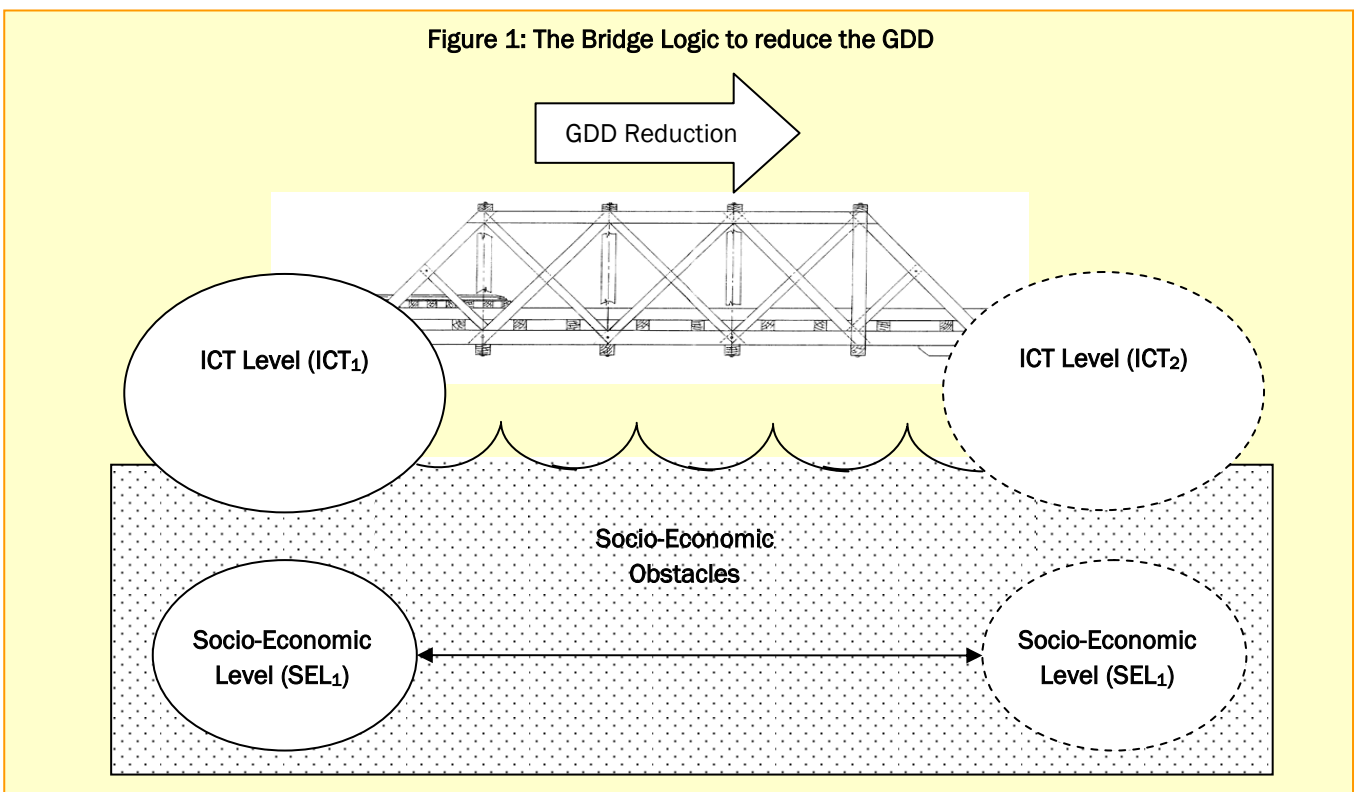 Figure 1: The Bridge Logic to reduce the GDD
GDD Reduction
ICT Level (ICT₁)
ICT Level (ICT₂)
Socio-Economic
Obstacles
Socio-Economic
Level (SEL₁)
Socio-Economic
Level (SEL₁)